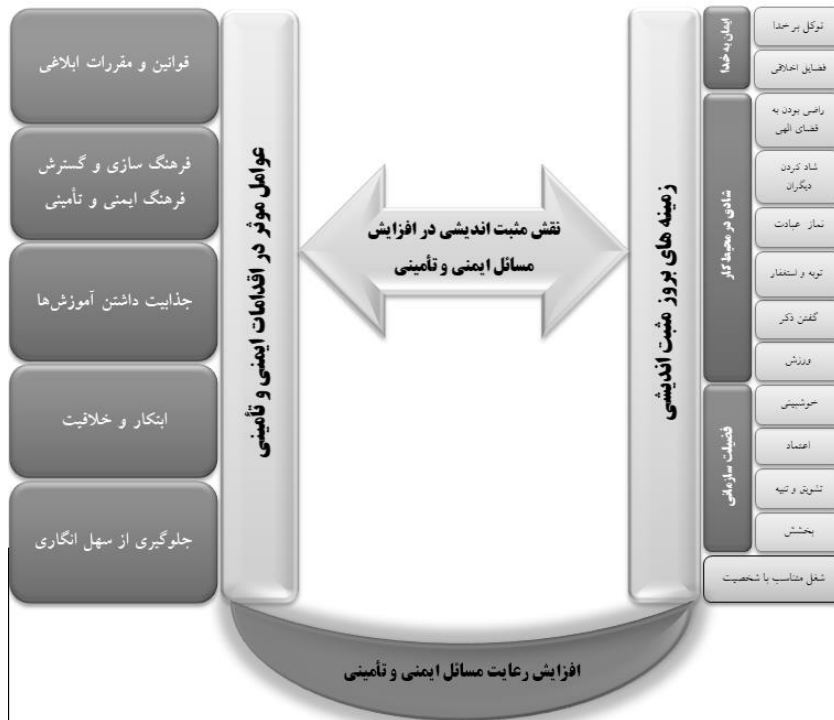 ایمان به خدا
توکل بر خدا
فضایل اخلاقی
شادی در محیط کار
راضی بودن به
قضای الهی
شاد کردن
دیگران
نماز عبادت
توبه و استغفار
گفتن ذکر
ورزش
فضیلت سازمانی
خوشبینی
اعتماد
تشویق و تنبیه
بخشش
شغل متناسب با شخصیت
زمینه های بروز مثبت اندیشی
نقش مثبت اندیشی در افزایش
مسائل ایمنی و تأمینی
عوامل موثر در اقدامات ایمنی و تأمینی
قوانین و مقررات ابلاغی
فرهنگ سازی و گسترش
فرهنگ ایمنی و تأمینی
جذابیت داشتن آموزش‌ها
ابتکار و خلاقیت
جلوگیری از سهل انگاری
افزایش رعایت مسائل ایمنی و تأمینی